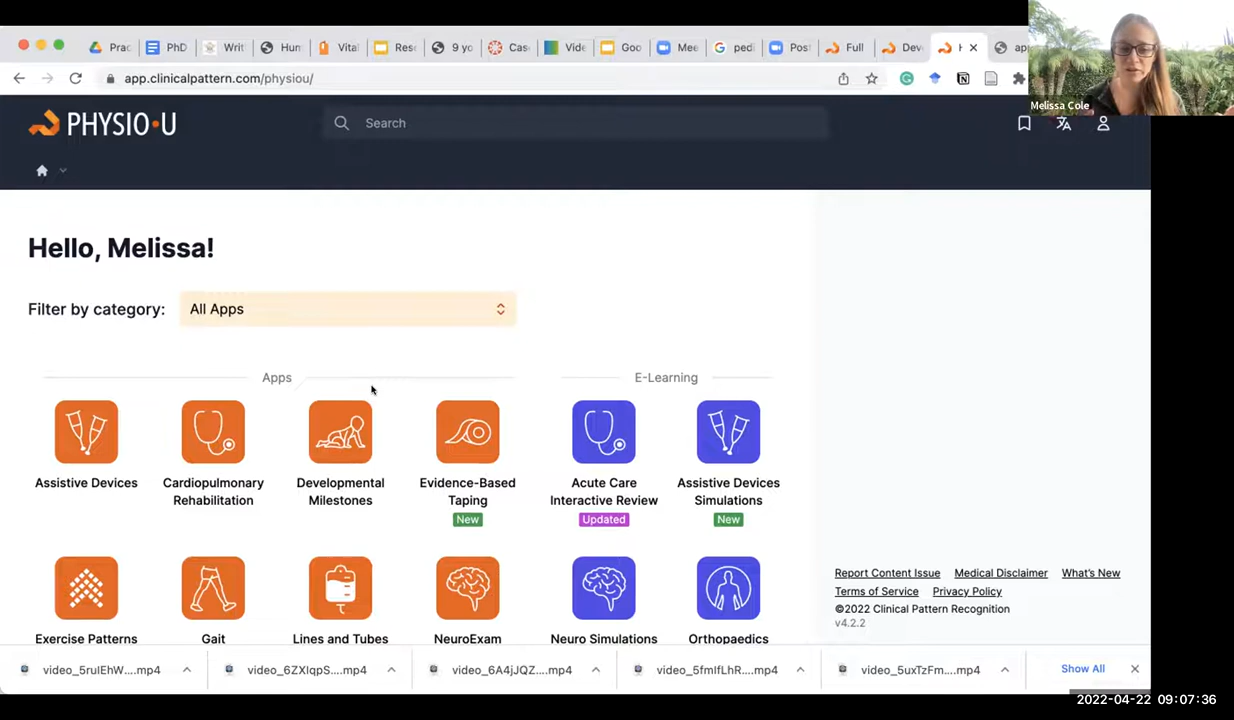 Prac
PhD
Writ
Hun
Vital
Rese
9 yo
Case
Vide
Goo
Mee
pedi
Post
Full
Deve
H
ap
app.clinicalpattern.com/physiou/
Melissa Cole
PHYSIO•U
Search
Hello, Melissa!
Filter by category:
All Apps
Apps
E-Learning
Assistive Devices
Cardiopulmonary
Rehabilitation
Developmental
Milestones
Evidence-Based
Taping
New
Acute Care
Interactive Review
Updated
Assistive Devices
Simulations
New
Exercise Patterns
Gait
Lines and Tubes
NeuroExam
Neuro Simulations
Orthopaedics
Report Content Issue
Medical Disclaimer
What's New
Terms of Service
Privacy Policy
©2022 Clinical Pattern Recognition
v4.2.2
video_5ruIEhW....mp4
video_6ZXIqpS....mp4
video_6A4jJQZ....mp4
video_5fmIfLhR....mp4
video_5uxTzFm....mp4
Show All
2022-04-22 09:07:36